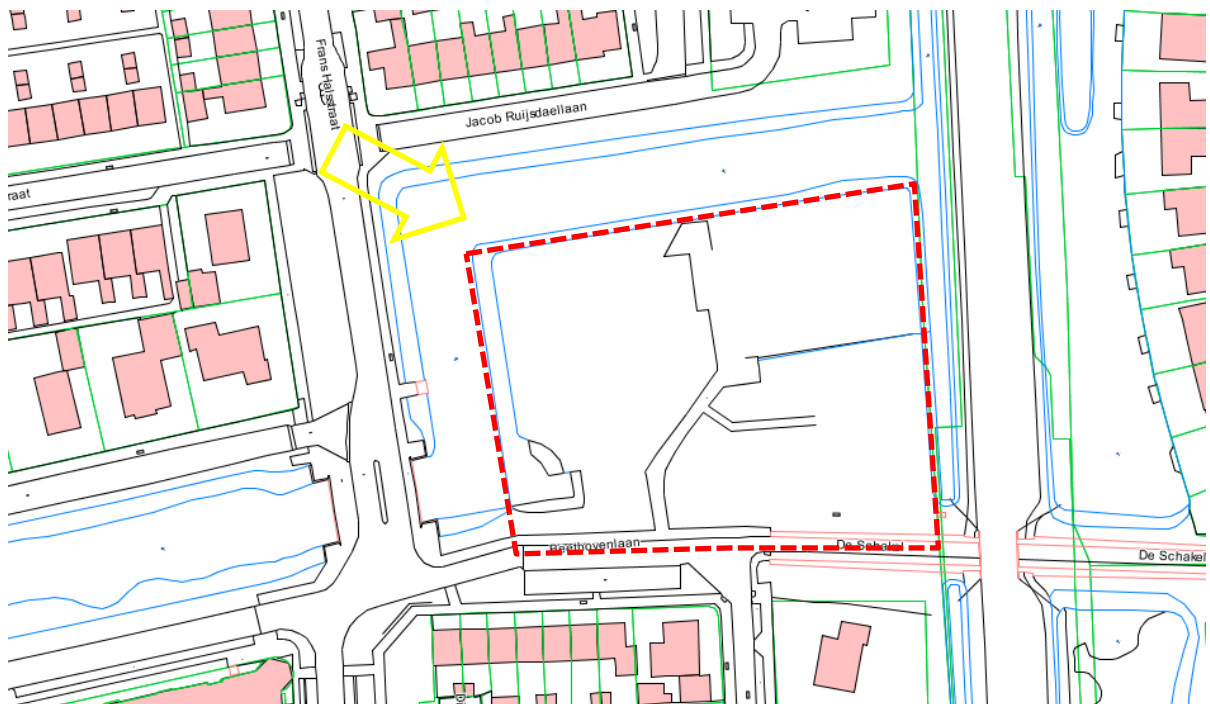 Frans Halsstraat
Jacob Ruijsdaellaan
raat
Beethovenlaan
De Schakel
De Schakel